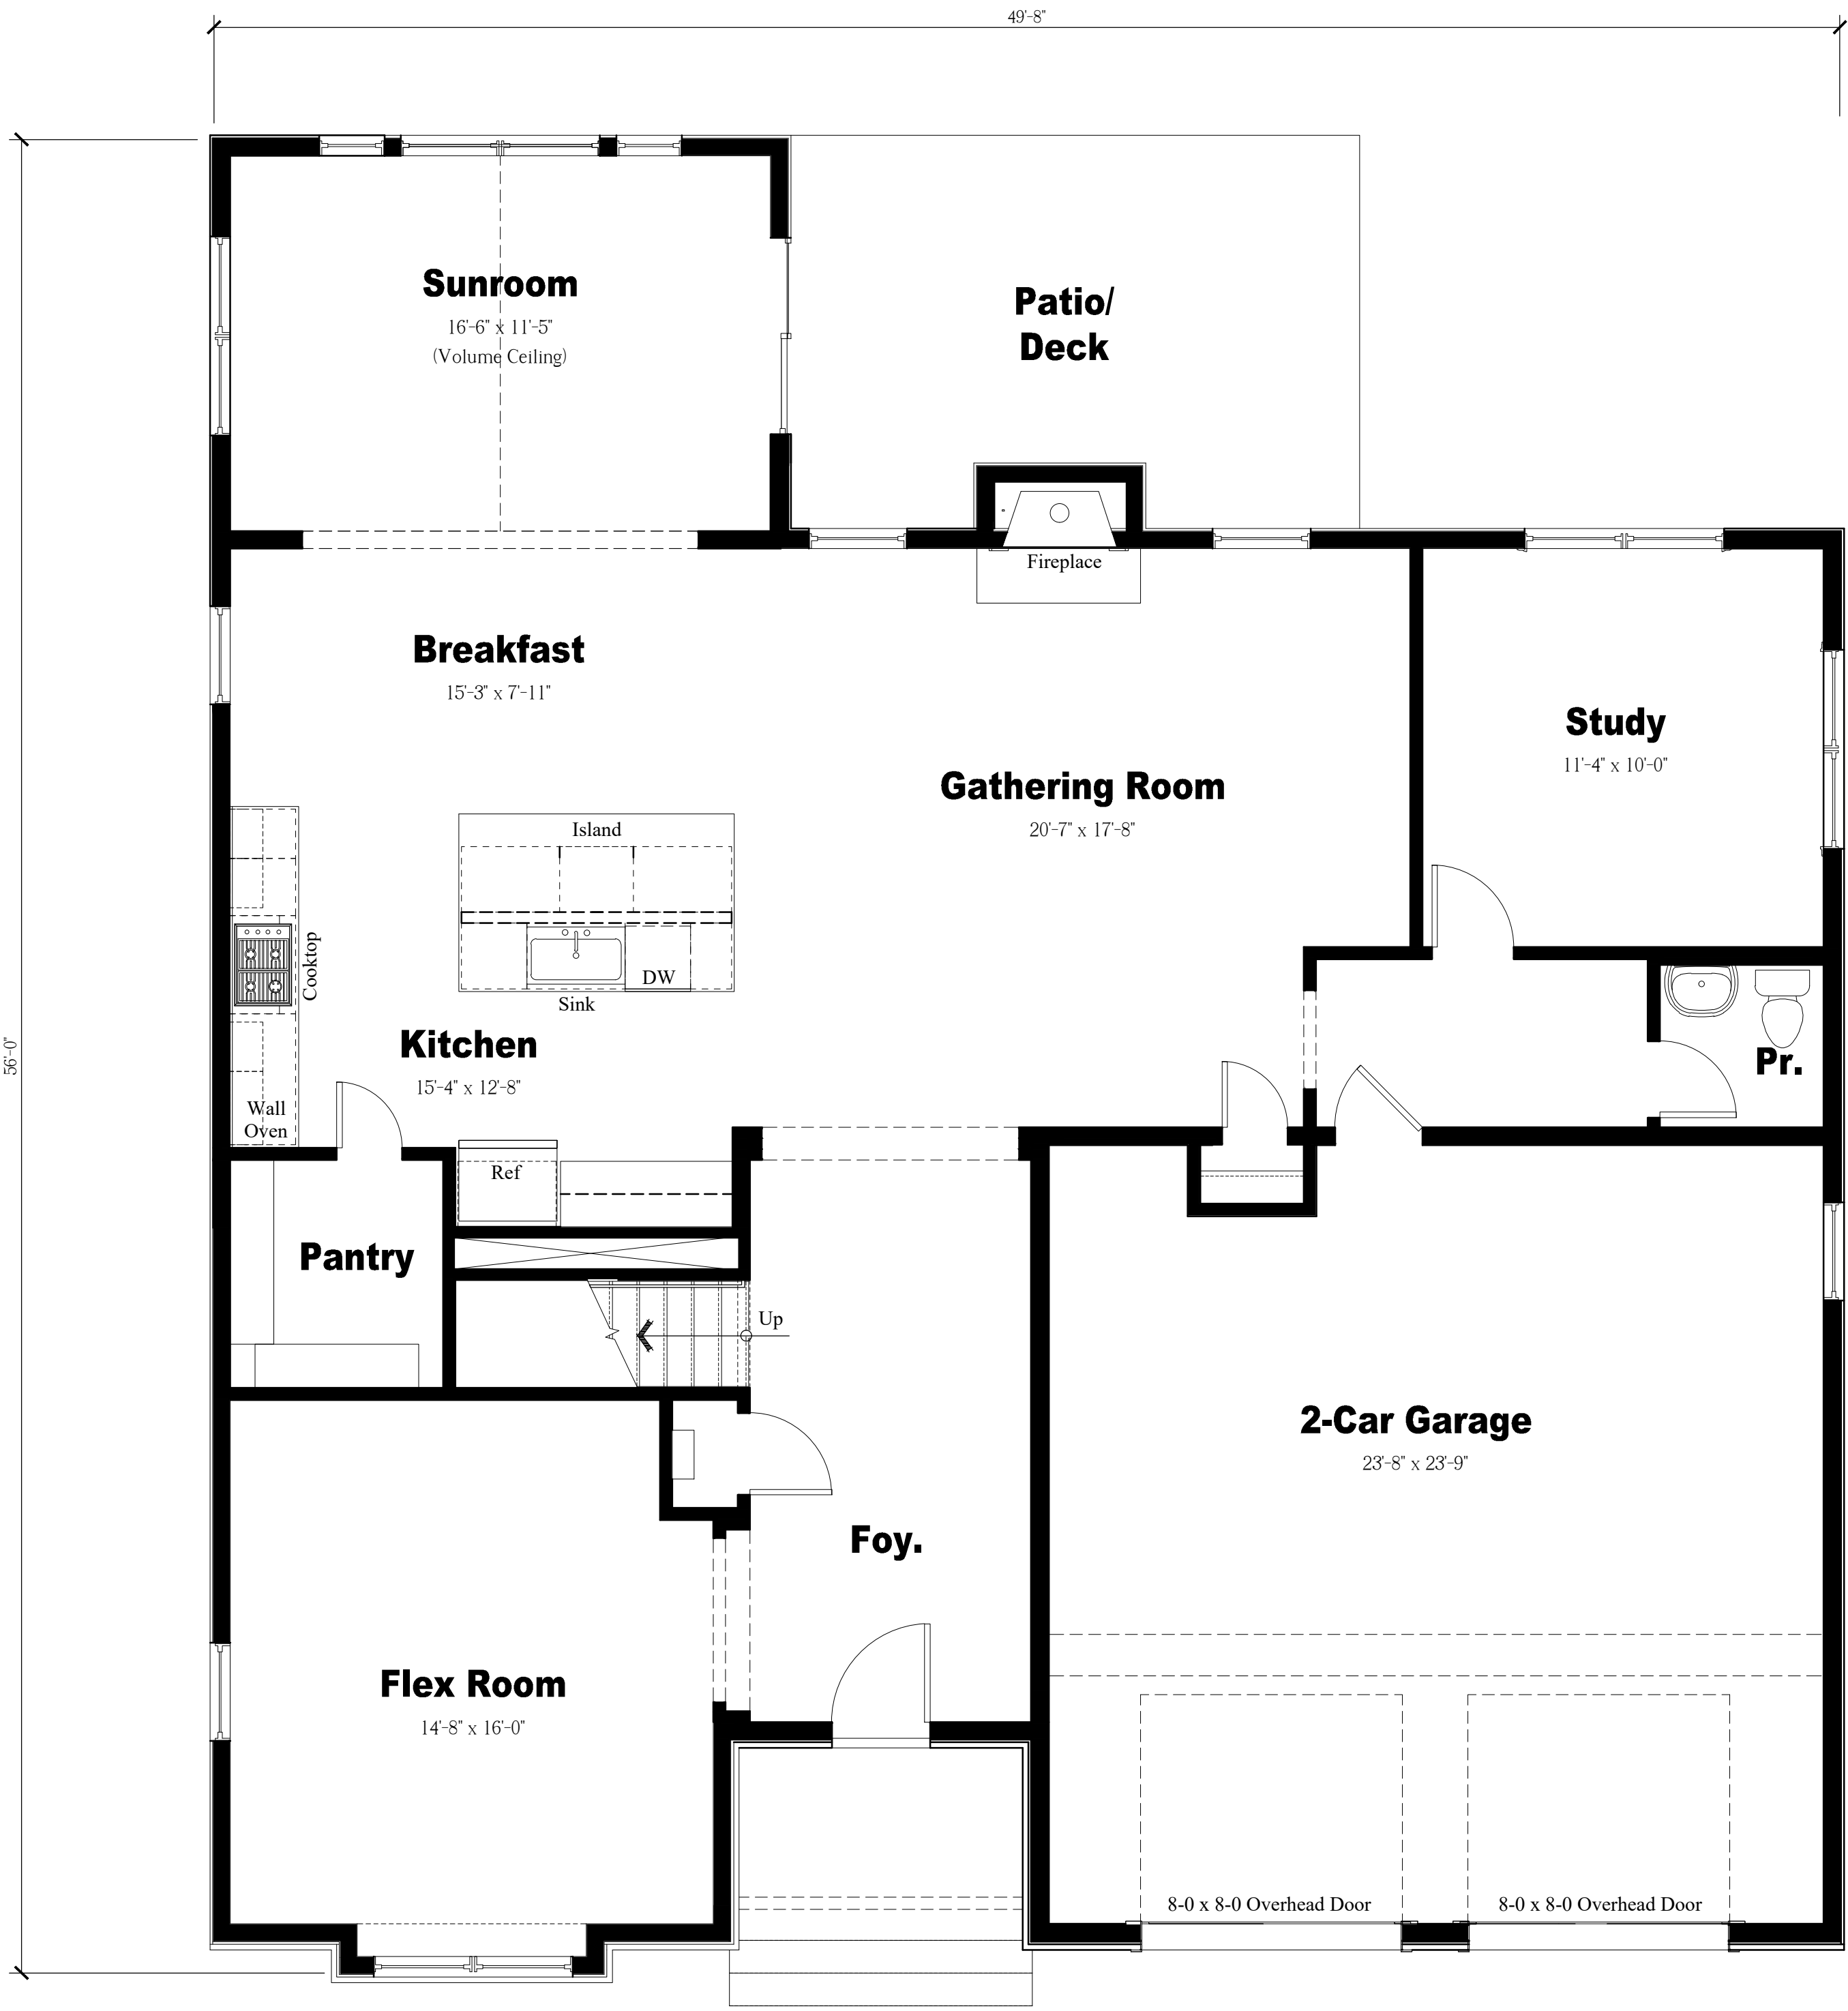 49'-8"
Sunroom
16'-6" x 11'-5"
(Volume Ceiling)
Patio/
Deck
Fireplace
Breakfast
15'-3" x 7'-11"
Study
11'-4" x 10'-0"
Gathering Room
20'-7" x 17'-8"
Island
Cooktop
DW
Sink
Kitchen
15'-4" x 12'-8"
56'-0"
Pr.
Wall
Oven
Ref
Pantry
Up
2-Car Garage
23'-8" x 23'-9"
Foy.
Flex Room
14'-8" x 16'-0"
8-0 x 8-0 Overhead Door
8-0 x 8-0 Overhead Door